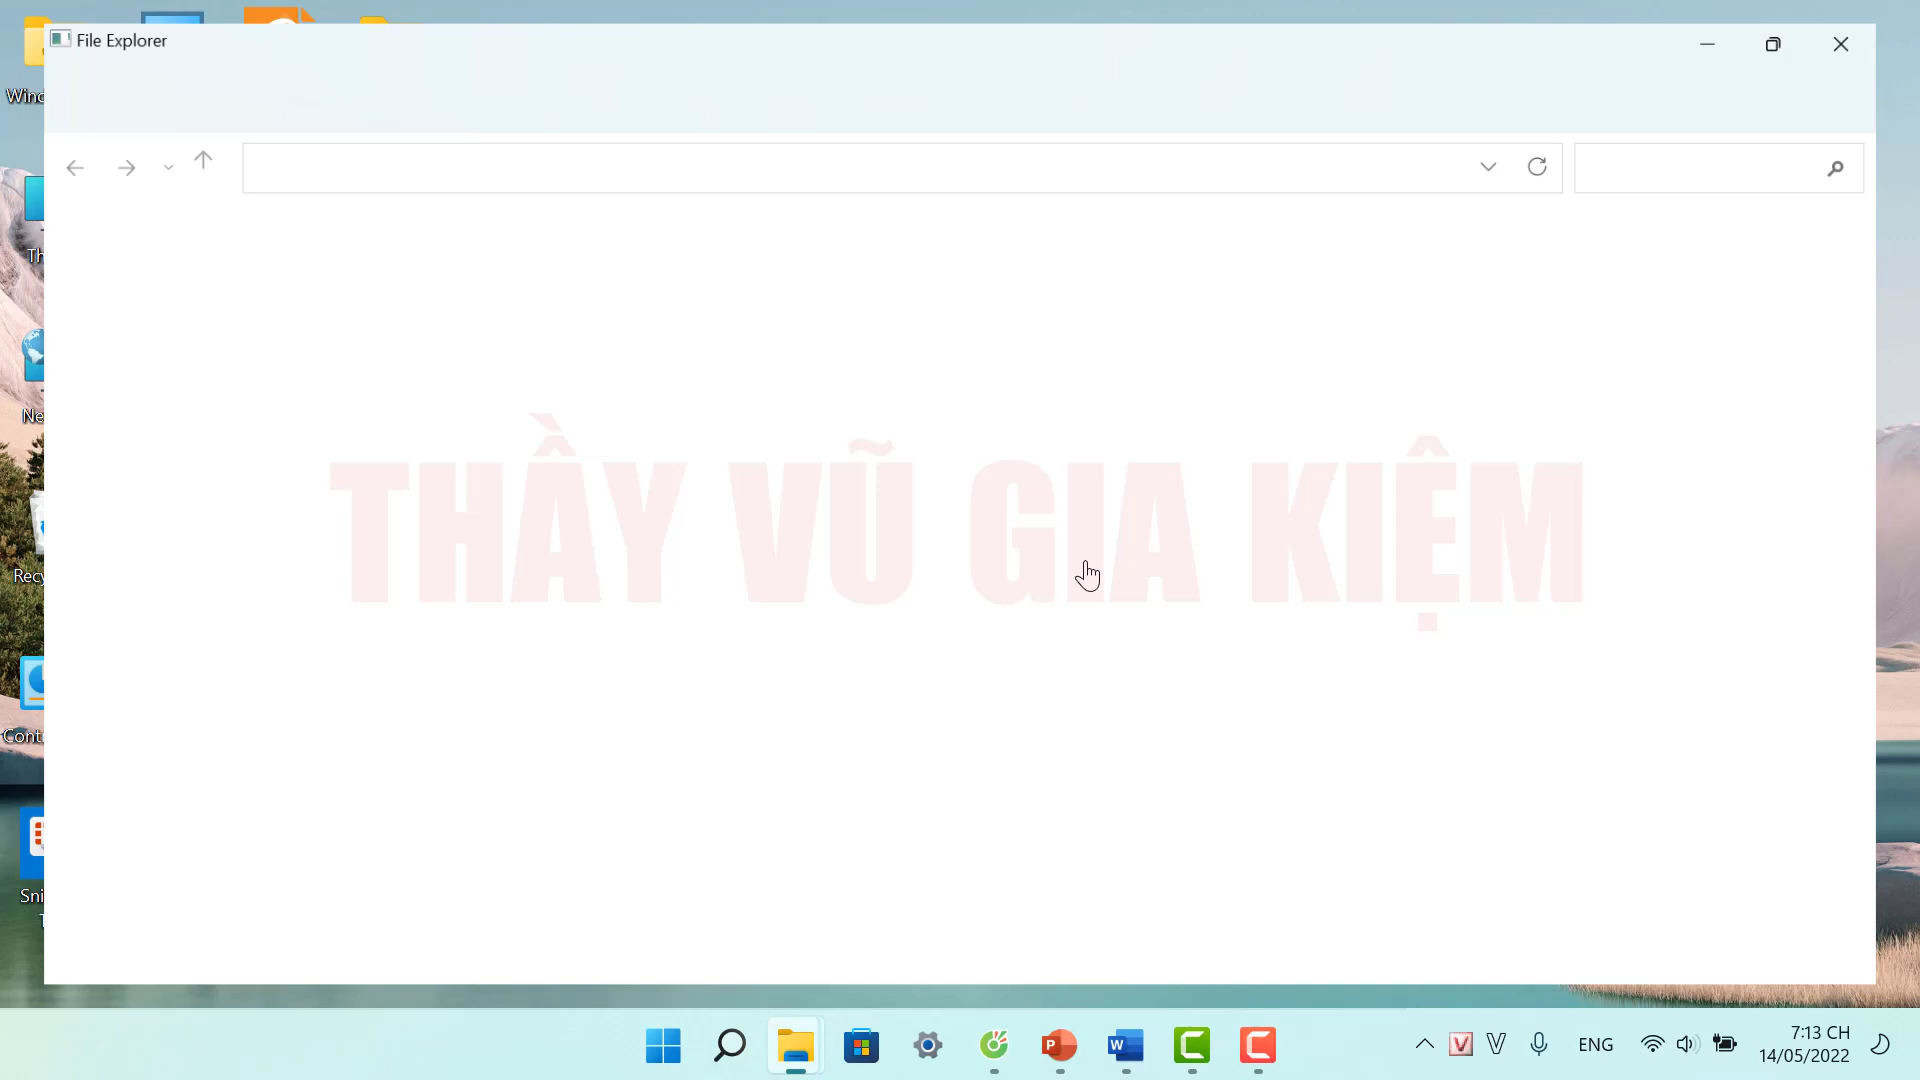 File Explorer
THẦY VŨ GIA KIỆM
ENG
7:13 CH
14/05/2022